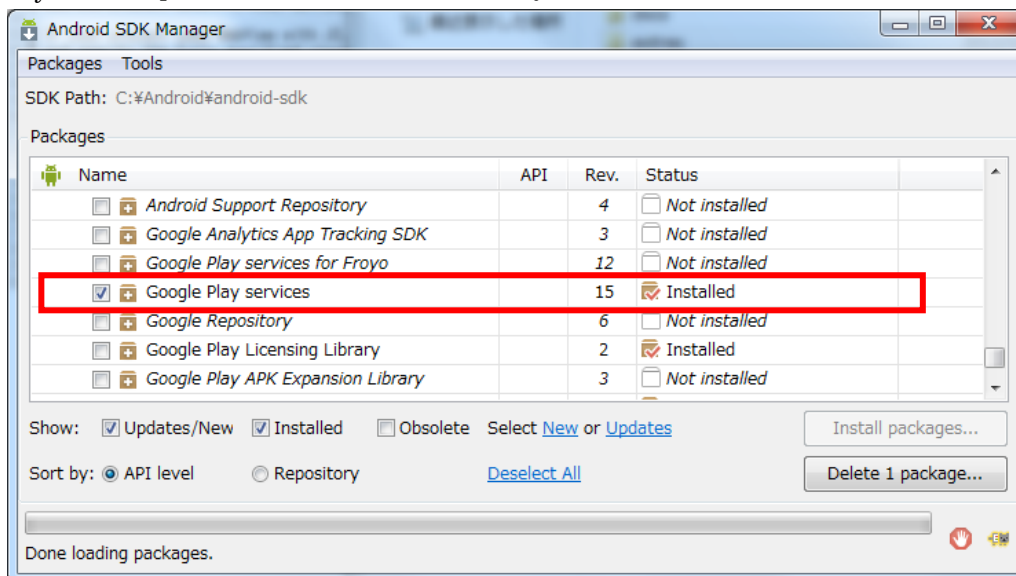 Android SDK Manager
Packages Tools
SDK Path: C:¥Android¥android-sdk
Packages
Name API Rev. Status
Android Support Repository 4 Not installed
Google Analytics App Tracking SDK 3 Not installed
Google Play services for Froyo 12 Not installed
Google Play services 15 Installed
Google Repository 6 Not installed
Google Play Licensing Library 2 Installed
Google Play APK Expansion Library 3 Not installed
Show: Updates/New Installed Obsolete Select New or Updates Install packages...
Sort by: API level Repository Deselect All Delete 1 package...
Done loading packages.